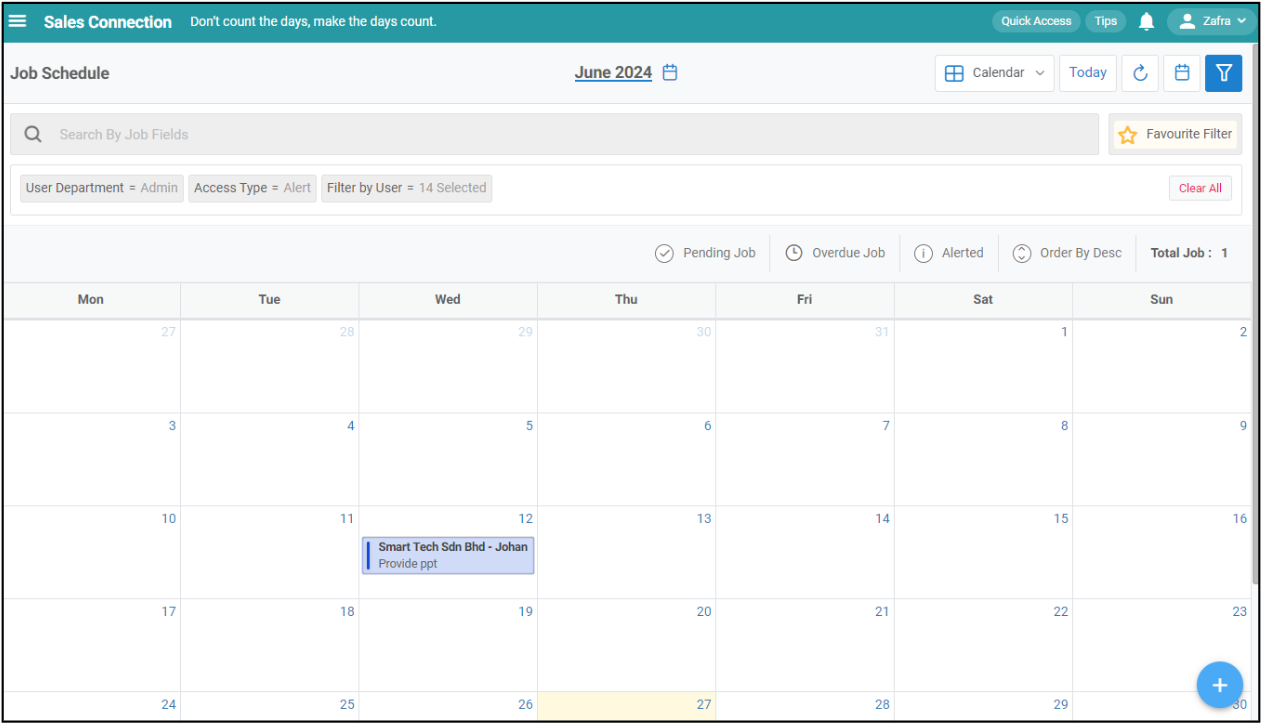 Sales Connection Don't count the days, make the days count. Quick Access Tips Zafra
Job Schedule June 2024 Calendar Today
Search By Job Fields Favourite Filter
User Department = Admin Access Type = Alert Filter by User = 14 Selected Clear All
Pending Job Overdue Job Alerted Order By Desc Total Job : 1
Mon Tue Wed Thu Fri Sat Sun
27 28 29 30 31 1 2
3 4 5 6 7 8 9
10 11 12 13 14 15 16
Smart Tech Sdn Bhd - Johan
Provide ppt
17 18 19 20 21 22 23
24 25 26 27 28 29 30